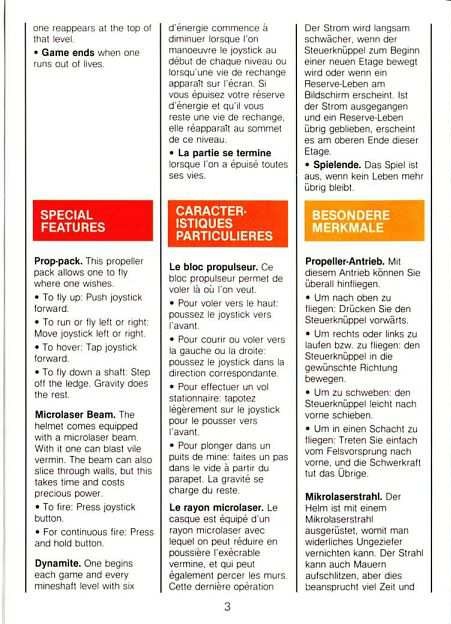 one reappears at the top of
that level.
• Game ends when one
runs out of lives.
SPECIAL
FEATURES
Prop-pack. This propeller
pack allows one to fly
where one wishes.
• To fly up: Push joystick
forward.
• To run or fly left or right:
Move joystick left or right.
• To hover: Tap joystick
forward.
• To fly down a shaft: Step
off the ledge. Gravity does
the rest.
Microlaser Beam. The
helmet comes equipped
with a microlaser beam.
With it one can blast vile
vermin. The beam can also
slice through walls, but this
takes time and costs
precious power.
• To fire: Press joystick
button.
• For continuous fire: Press
and hold button.
Dynamite. One begins
each game and every
mineshaft level with six
d'énergie commence à
diminuer lorsque l'on
manoeuvre le joystick au
début de chaque niveau ou
lorsqu'une vie de rechange
apparaît sur l'écran. Si
vous épuisez votre réserve
d'énergie et qu'il vous
reste une vie de rechange,
elle réapparaît au sommet
de ce niveau.
• La partie se termine
lorsque l'on a épuisé toutes
ses vies.
CARACTER-
ISTIQUES
PARTICULIERES
Le bloc propulseur. Ce
bloc propulseur permet de
voler là où l'on veut.
• Pour voler vers le haut:
poussez le joystick vers
l'avant.
• Pour courir ou voler vers
la gauche ou la droite:
poussez le joystick dans la
direction correspondante.
• Pour effectuer un vol
stationnaire: tapotez
légèrement sur le joystick
pour le pousser vers
l'avant.
• Pour plonger dans un
puits de mine: faites un pas
dans le vide à partir du
parapet. La gravité se
charge du reste.
Le rayon microlaser. Le
casque est équipé d'un
rayon microlaser avec
lequel on peut réduire en
poussière l'exécrable
vermine, et qui peut
également percer les murs.
Cette dernière opération
Der Strom wird langsam
schwächer, wenn der
Steuerknüppel zum Beginn
einer neuen Etage bewegt
wird oder wenn ein
Reserve-Leben am
Bildschirm erscheint. Ist
der Strom ausgegangen
und ein Reserve-Leben
übrig geblieben, erscheint
es am oberen Ende dieser
Etage.
• Spielende. Das Spiel ist
aus, wenn kein Leben mehr
übrig bleibt.
BESONDERE
MERKMALE
Propeller-Antrieb. Mit
diesem Antrieb können Sie
überall hinfliegen.
• Um nach oben zu
fliegen: Drücken Sie den
Steuerknüppel vorwärts.
• Um rechts oder links zu
laufen bzw. zu fliegen: den
Steuerknüppel in die
gewünschte Richtung
bewegen.
• Um zu schweben: den
Steuerknüppel leicht nach
vorne schieben.
• Um in einen Schacht zu
fliegen: Treten Sie einfach
vom Felsvorsprung nach
vorne, und die Schwerkraft
tut das Übrige.
Mikrolaserstrahl. Der
Helm ist mit einem
Mikrolaserstrahl
ausgerüstet, womit man
widerliches Ungeziefer
vernichten kann. Der Strahl
kann auch Mauern
aufschlitzen, aber dies
beansprucht viel Zeit und
3